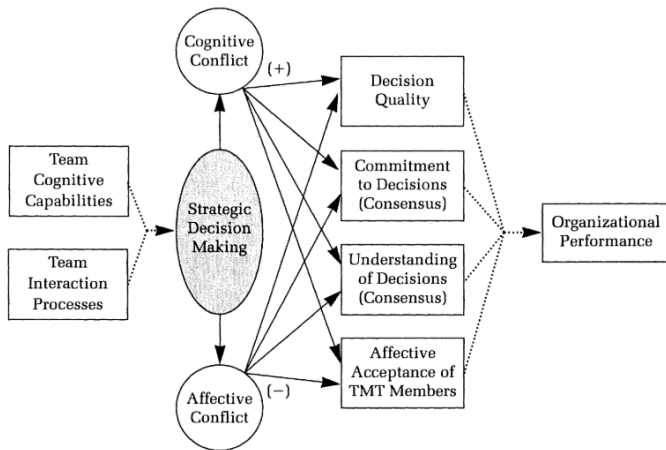 Cognitive
Conflict
(+)
Decision
Quality
Team
Cognitive
Capabilities
Commitment
to Decisions
(Consensus)
Strategic
Decision
Making
Organizational
Performance
Team
Interaction
Processes
Understanding
of Decisions
(Consensus)
Affective
Acceptance of
TMT Members
(−)
Affective
Conflict